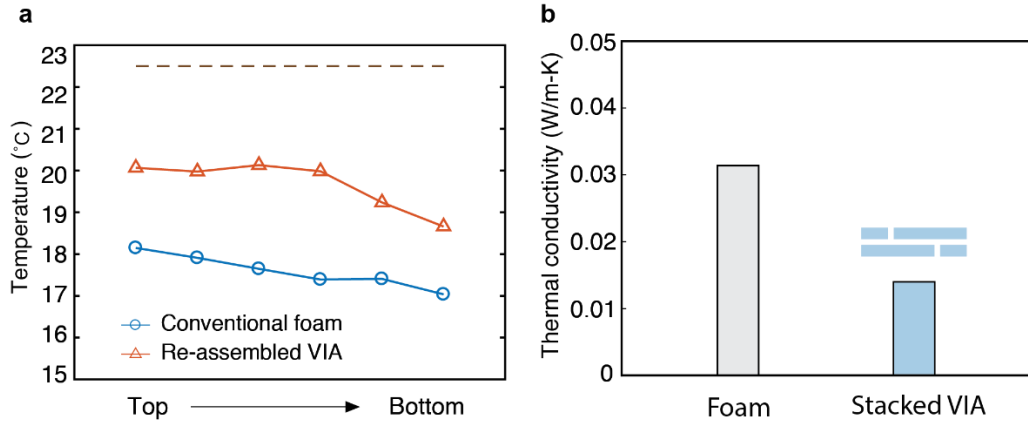 a
Temperature (°C)
23
22
21
20
19
18
17
16
15
Conventional foam
Re-assembled VIA
Top
Bottom
b
Thermal conductivity (W/m-K)
0.05
0.04
0.03
0.02
0.01
0
Foam
Stacked VIA